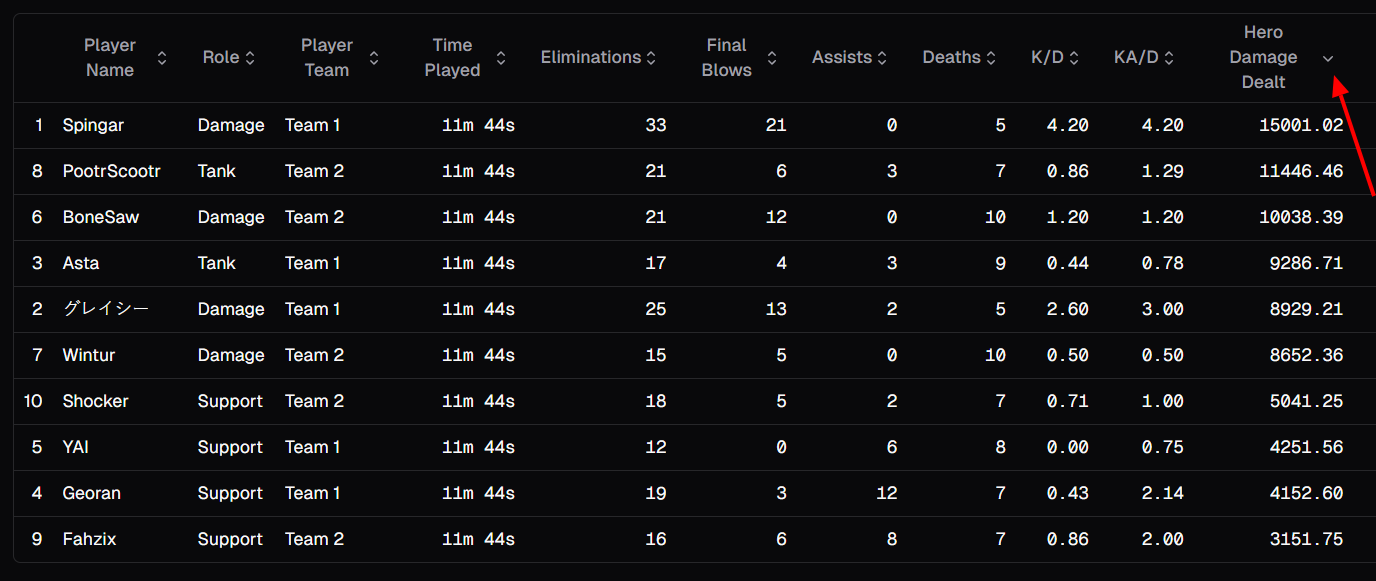 Player Name Role Player Team Time Played Eliminations Final Blows Assists Deaths K/D KA/D Hero Damage Dealt
1 Spingar Damage Team 1 11m 44s 33 21 0 5 4.20 4.20 15001.02
8 PootrScootr Tank Team 2 11m 44s 21 6 3 7 0.86 1.29 11446.46
6 BoneSaw Damage Team 2 11m 44s 21 12 0 10 1.20 1.20 10038.39
3 Asta Tank Team 1 11m 44s 17 4 3 9 0.44 0.78 9286.71
2 グレイシー Damage Team 1 11m 44s 25 13 2 5 2.60 3.00 8929.21
7 Wintur Damage Team 2 11m 44s 15 5 0 10 0.50 0.50 8652.36
10 Shocker Support Team 2 11m 44s 18 5 2 7 0.71 1.00 5041.25
5 YAI Support Team 1 11m 44s 12 0 6 8 0.00 0.75 4251.56
4 Georan Support Team 1 11m 44s 19 3 12 7 0.43 2.14 4152.60
9 Fahzix Support Team 2 11m 44s 16 6 8 7 0.86 2.00 3151.75